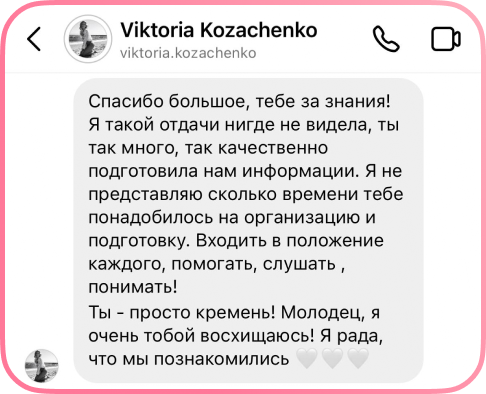 Viktoria Kozachenko
viktoria.kozachenko
Спасибо большое, тебе за знания!
Я такой отдачи нигде не видела, ты
так много, так качественно
подготовила нам информации. Я не
представляю сколько времени тебе
понадобилось на организацию и
подготовку. Входить в положение
каждого, помогать, слушать ,
понимать!
Ты - просто кремень! Молодец, я
очень тобой восхищаюсь! Я рада,
что мы познакомились 🤍🤍🤍